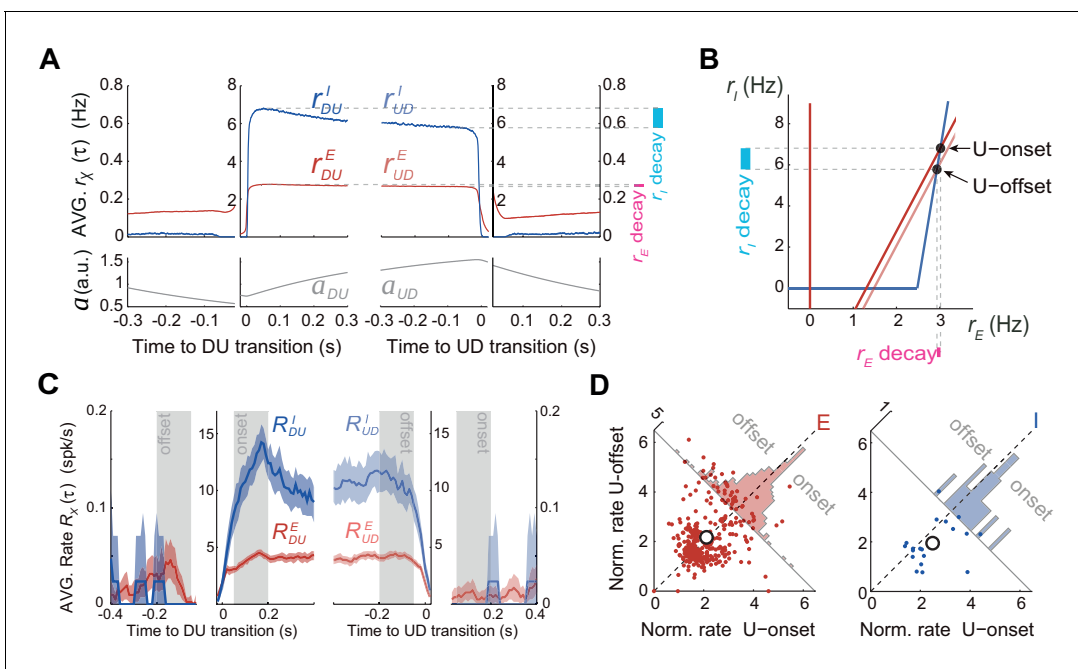 A
AVG. r_χ (τ) (Hz)
0.8
0.6
0.4
0.2
0
8
6
4
2
r^I_DU
r^E_DU
r^I_UD
r^E_UD
0.8
0.6
0.4
0.2
0
r_I decay
r_E decay
a (a.u.)
1.5
1
0.5
a_DU
a_UD
-0.3 -0.2 -0.1 0 0.1 0.2 0.3
Time to DU transition (s)
-0.3 -0.2 -0.1 0 0.1 0.2 0.3
Time to UD transition (s)
B
r_I (Hz)
8
6
4
2
0
U−onset
U−offset
r_I decay
0 1 2 3
r_E (Hz)
r_E decay
C
AVG. Rate R_χ(τ) (spk/s)
0.2
0.1
0
offset
onset
15
10
5
R^I_DU
R^E_DU
R^I_UD
R^E_UD
offset
15
10
5
onset
0.2
0.1
0
-0.4 -0.2 0 0.2
Time to DU transition (s)
-0.2 0 0.2 0.4
Time to UD transition (s)
D
Norm. rate U−offset
6
4
2
0
5
offset
onset
E
0 2 4 6
Norm. rate U−onset
6
4
2
0
1
offset
onset
I
0 2 4 6
Norm. rate U−onset